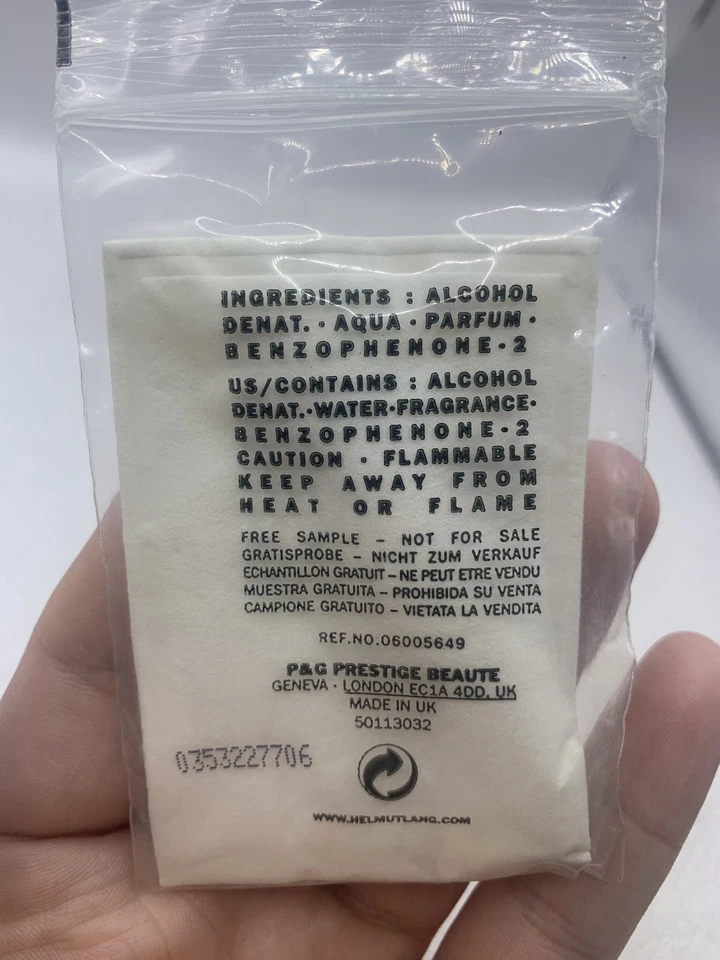 INGREDIENTS : ALCOHOL
DENAT. · AQUA · PARFUM ·
BENZOPHENONE-2
US/CONTAINS : ALCOHOL
DENAT.·WATER·FRAGRANCE·
BENZOPHENONE-2
CAUTION · FLAMMABLE
KEEP AWAY FROM
HEAT OR FLAME
FREE SAMPLE – NOT FOR SALE
GRATISPROBE – NICHT ZUM VERKAUF
ECHANTILLON GRATUIT – NE PEUT ETRE VENDU
MUESTRA GRATUITA – PROHIBIDA SU VENTA
CAMPIONE GRATUITO – VIETATA LA VENDITA
REF.NO.06005649
P&G PRESTIGE BEAUTE
GENEVA · LONDON EC1A 4DD, UK
MADE IN UK
50113032
0353227706
WWW.HELMUTLANG.COM